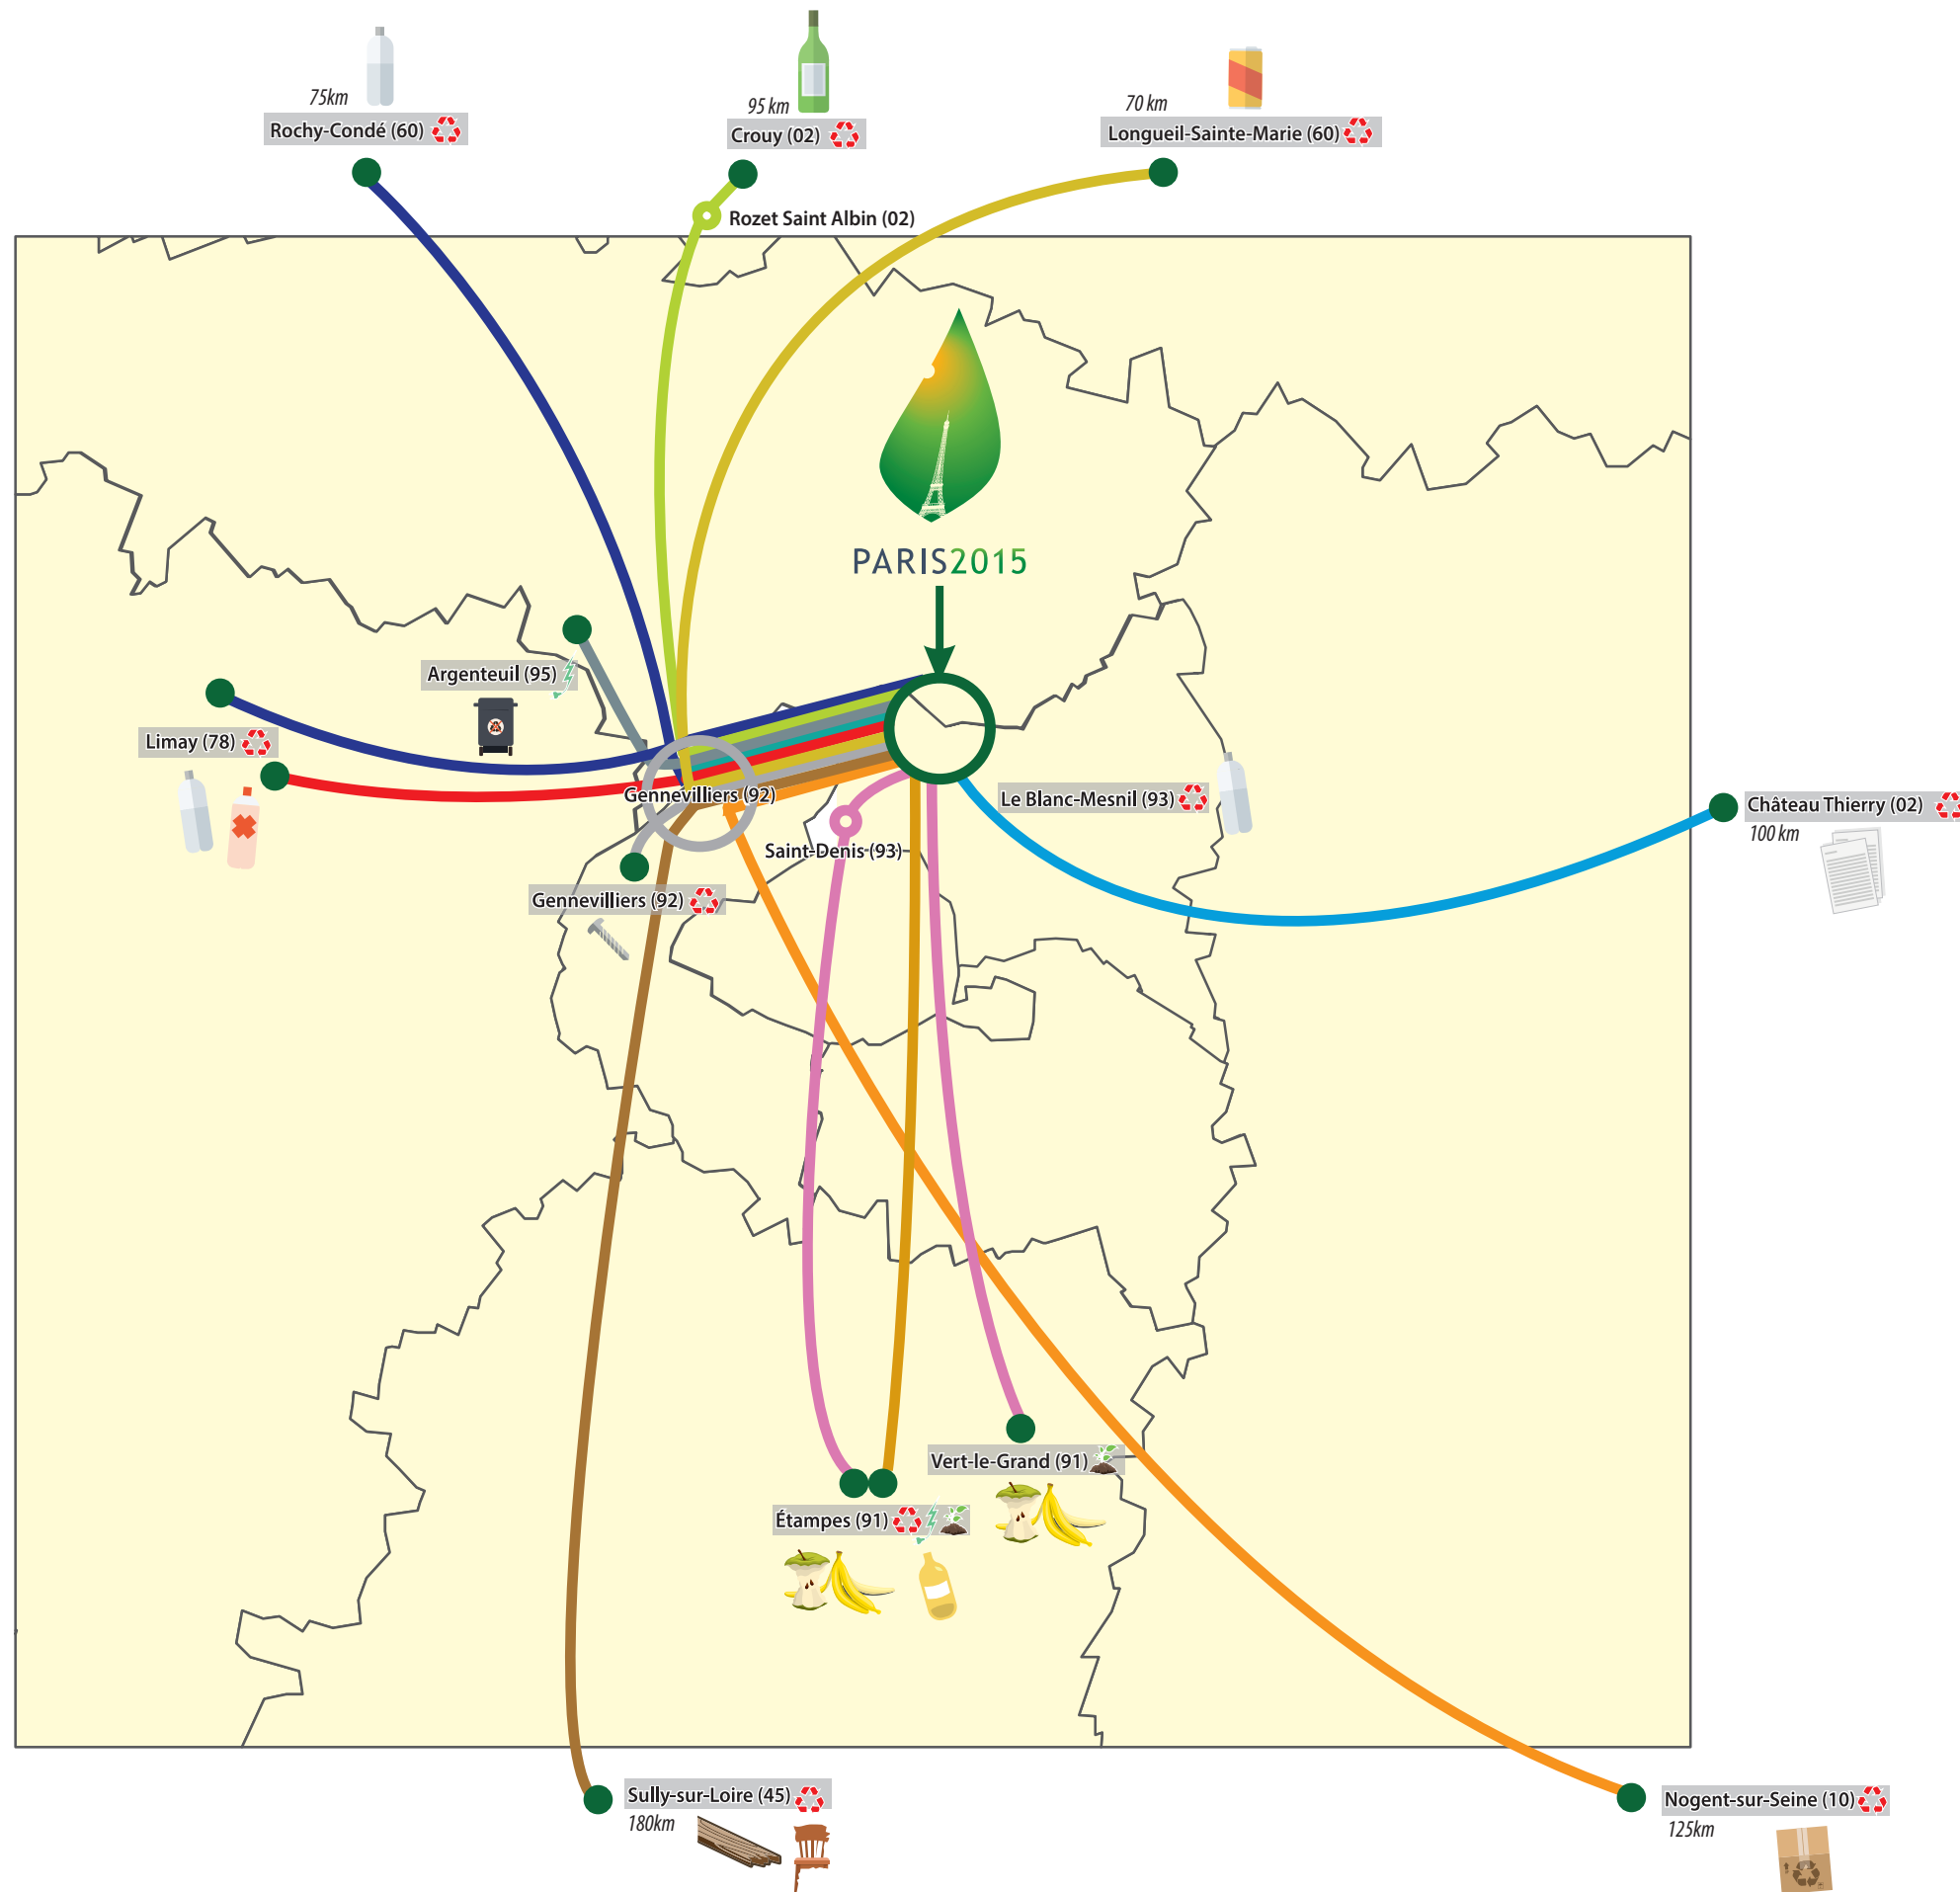 75km
Rochy-Condé (60)
95 km
Crouy (02)
70 km
Longueil-Sainte-Marie (60)
Rozet Saint Albin (02)
PARIS2015
Argenteuil (95)
Limay (78)
Gennevilliers (92)
Le Blanc-Mesnil (93)
Château Thierry (02)
100 km
Saint-Denis (93)
Gennevilliers (92)
Vert-le-Grand (91)
Étampes (91)
Sully-sur-Loire (45)
180km
Nogent-sur-Seine (10)
125km